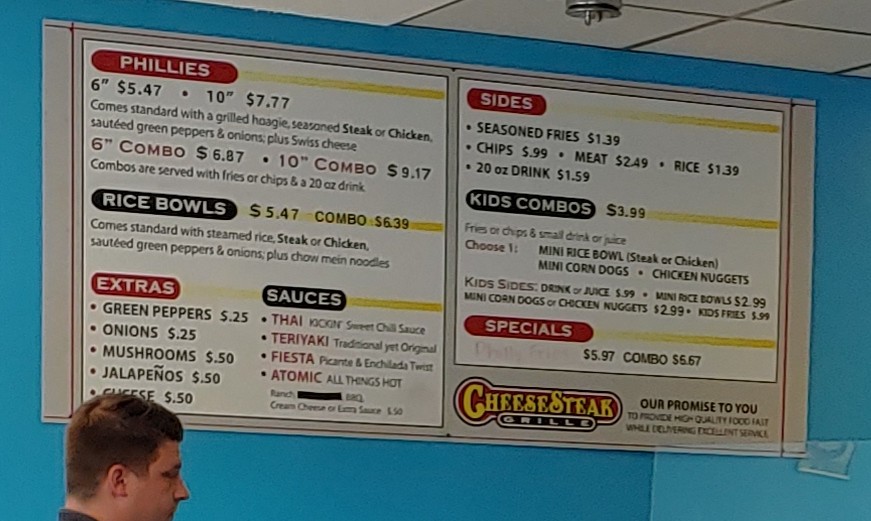 PHILLIES
6" $5.47 • 10" $7.77
Comes standard with a grilled hoagie, seasoned Steak or Chicken,
sautéed green peppers & onions; plus Swiss cheese
6" COMBO $6.87 • 10" COMBO $9.17
Combos are served with fries or chips & a 20 oz drink
RICE BOWLS $5.47 COMBO $6.39
Comes standard with steamed rice, Steak or Chicken,
sautéed green peppers & onions; plus chow mein noodles
EXTRAS
• GREEN PEPPERS $.25
• ONIONS $.25
• MUSHROOMS $.50
• JALAPEÑOS $.50
• CHEESE $.50
SAUCES
• THAI KICKIN' Sweet Chili Sauce
• TERIYAKI Traditional yet Original
• FIESTA Picante & Enchilada Twist
• ATOMIC ALL THINGS HOT
Ranch, BBQ,
Cream Cheese or Extra Sauce $.50
SIDES
• SEASONED FRIES $1.39
• CHIPS $.99 • MEAT $2.49 • RICE $1.39
• 20 oz DRINK $1.59
KIDS COMBOS $3.99
Fries or chips & small drink or juice
Choose 1: MINI RICE BOWL (Steak or Chicken)
MINI CORN DOGS • CHICKEN NUGGETS
KIDS SIDES: DRINK or JUICE $.99 • MINI RICE BOWLS $2.99
MINI CORN DOGS or CHICKEN NUGGETS $2.99 • KIDS FRIES $.99
SPECIALS
$5.97 COMBO $6.67
CHEESESTEAK
GRILLE
OUR PROMISE TO YOU
TO PROVIDE HIGH QUALITY FOOD FAST
WHILE DELIVERING EXCELLENT SERVICE